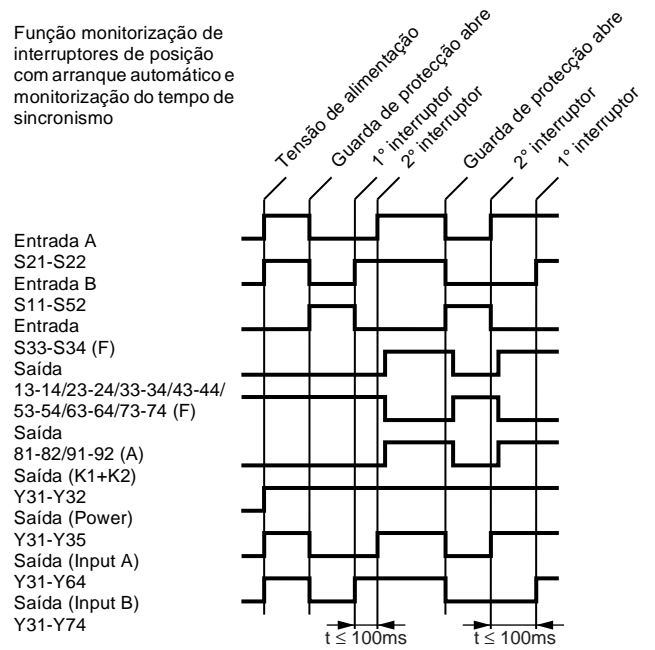 Função monitorização de
interruptores de posição
com arranque automático e
monitorização do tempo de
sincronismo
Tensão de alimentação
Guarda de protecção abre
1° interruptor
2° interruptor
Guarda de protecção abre
2° interruptor
1° interruptor
Entrada A
S21-S22
Entrada B
S11-S52
Entrada
S33-S34 (F)
Saída
13-14/23-24/33-34/43-44/
53-54/63-64/73-74 (F)
Saída
81-82/91-92 (A)
Saída (K1+K2)
Y31-Y32
Saída (Power)
Y31-Y35
Saída (Input A)
Y31-Y64
Saída (Input B)
Y31-Y74
t ≤ 100ms
t ≤ 100ms